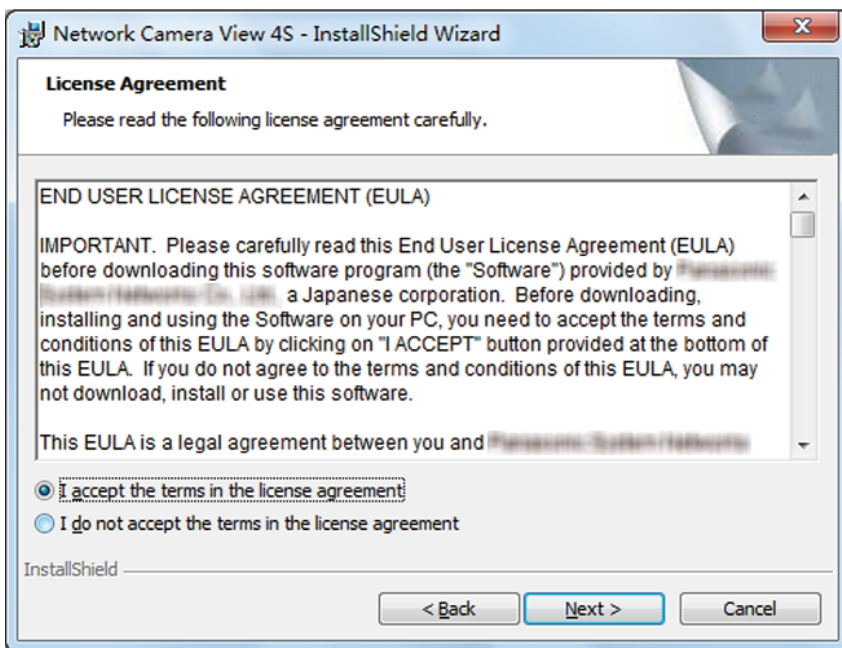 Network Camera View 4S - InstallShield Wizard
License Agreement
Please read the following license agreement carefully.
END USER LICENSE AGREEMENT (EULA)
IMPORTANT.  Please carefully read this End User License Agreement (EULA)
before downloading this software program (the "Software") provided by
a Japanese corporation.  Before downloading,
installing and using the Software on your PC, you need to accept the terms and
conditions of this EULA by clicking on "I ACCEPT" button provided at the bottom of
this EULA.  If you do not agree to the terms and conditions of this EULA, you may
not download, install or use this software.
This EULA is a legal agreement between you and
I accept the terms in the license agreement
I do not accept the terms in the license agreement
InstallShield
< Back Next > Cancel